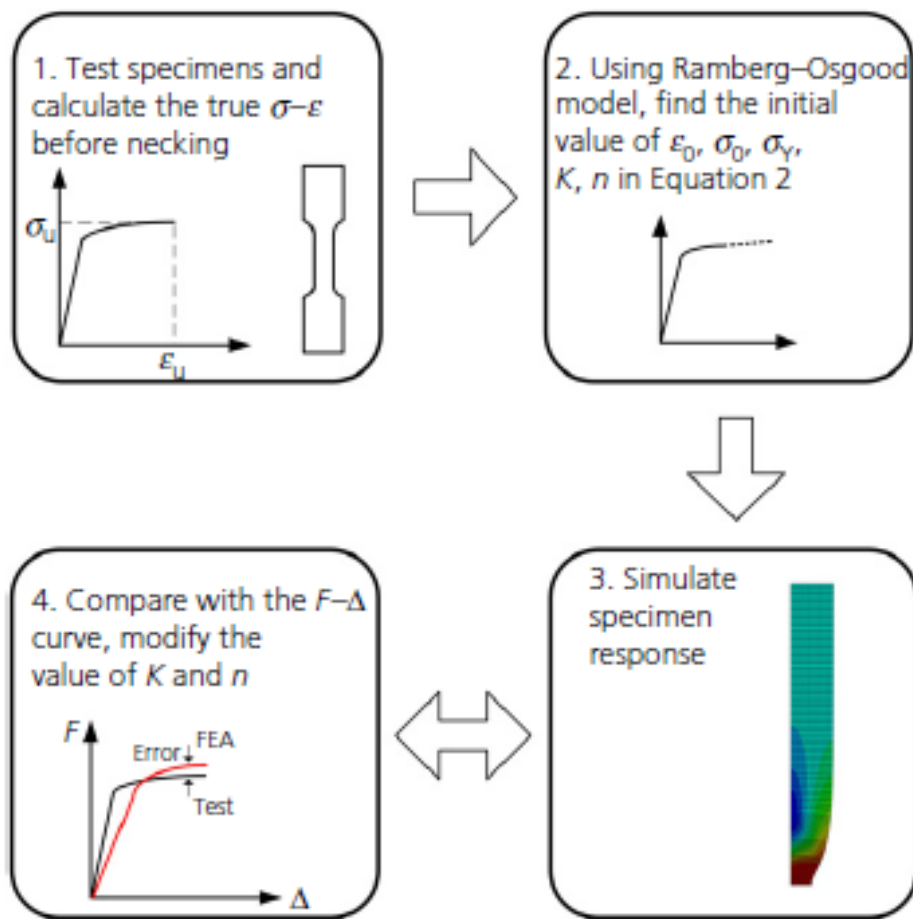 1. Test specimens and
calculate the true σ–ε
before necking
σu
εu
2. Using Ramberg–Osgood
model, find the initial
value of ε0, σ0, σY,
K, n in Equation 2
3. Simulate
specimen
response
4. Compare with the F–Δ
curve, modify the
value of K and n
F
Error
FEA
Test
Δ